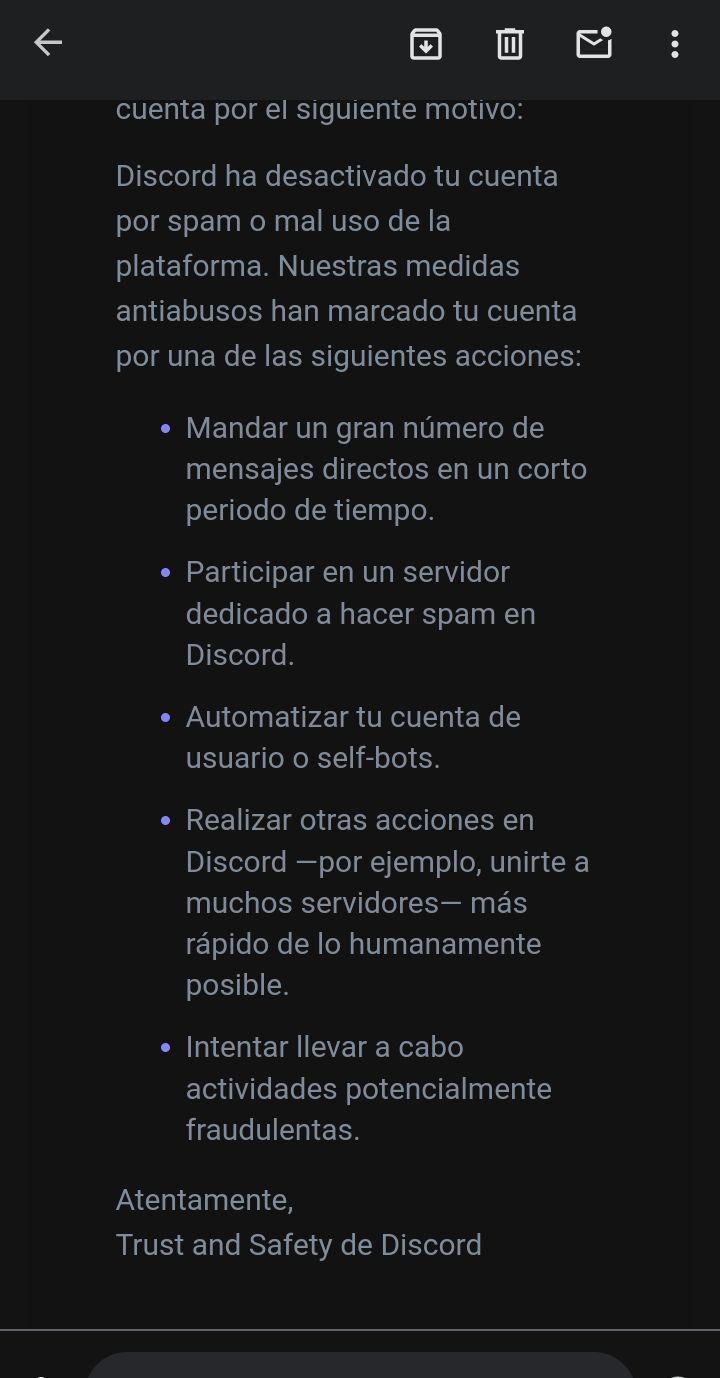 cuenta por el siguiente motivo:
Discord ha desactivado tu cuenta
por spam o mal uso de la
plataforma. Nuestras medidas
antiabusos han marcado tu cuenta
por una de las siguientes acciones:
• Mandar un gran número de
mensajes directos en un corto
periodo de tiempo.
• Participar en un servidor
dedicado a hacer spam en
Discord.
• Automatizar tu cuenta de
usuario o self-bots.
• Realizar otras acciones en
Discord —por ejemplo, unirte a
muchos servidores— más
rápido de lo humanamente
posible.
• Intentar llevar a cabo
actividades potencialmente
fraudulentas.
Atentamente,
Trust and Safety de Discord